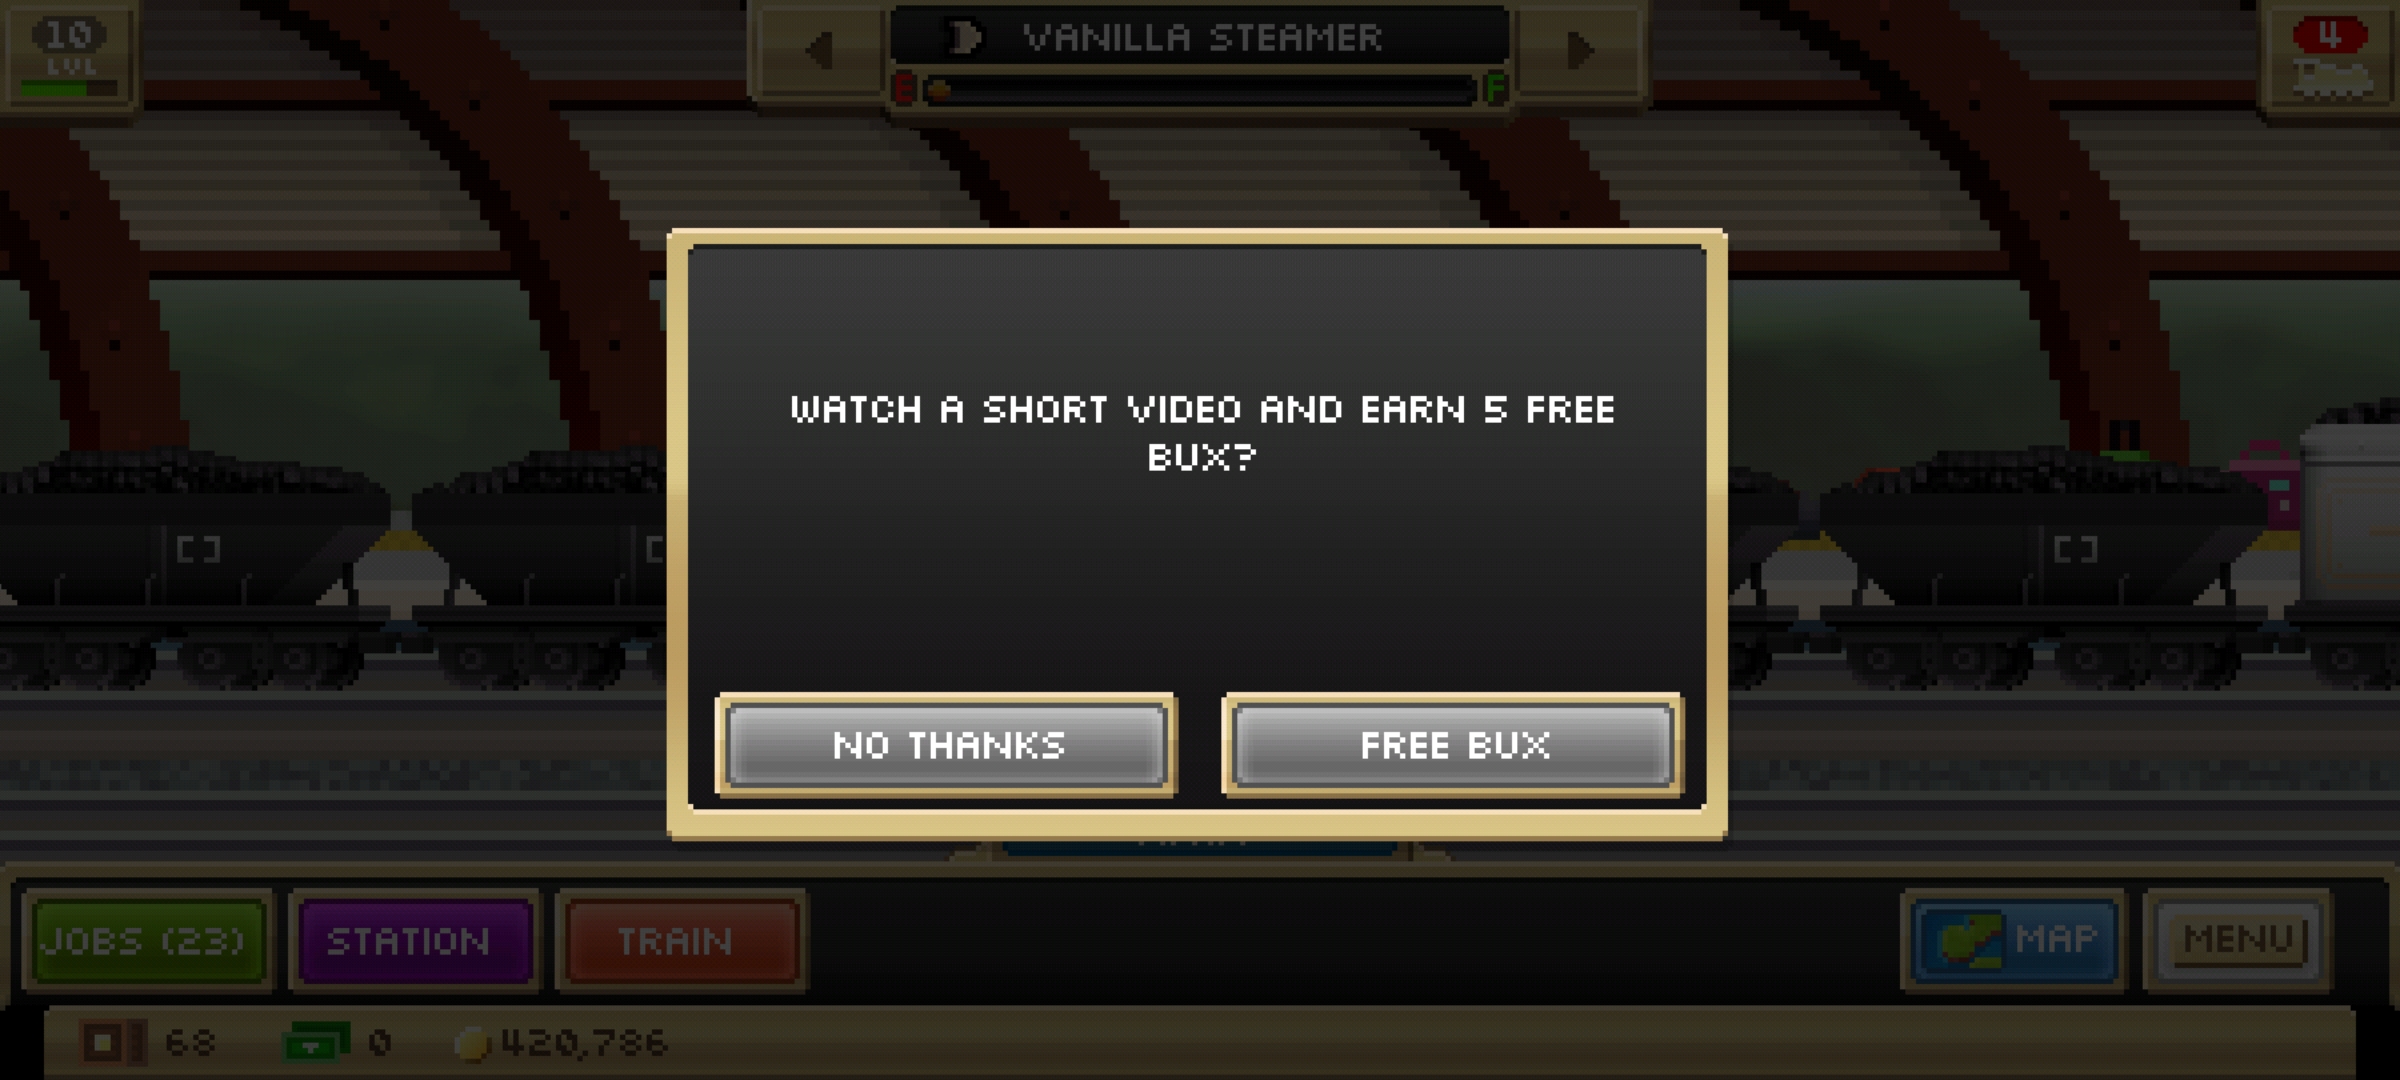 10
LVL
VANILLA STEAMER
E
F
4
WATCH A SHORT VIDEO AND EARN 5 FREE
BUX?
NO THANKS
FREE BUX
JOBS (23)
STATION
TRAIN
MAP
MENU
68
0
420,786